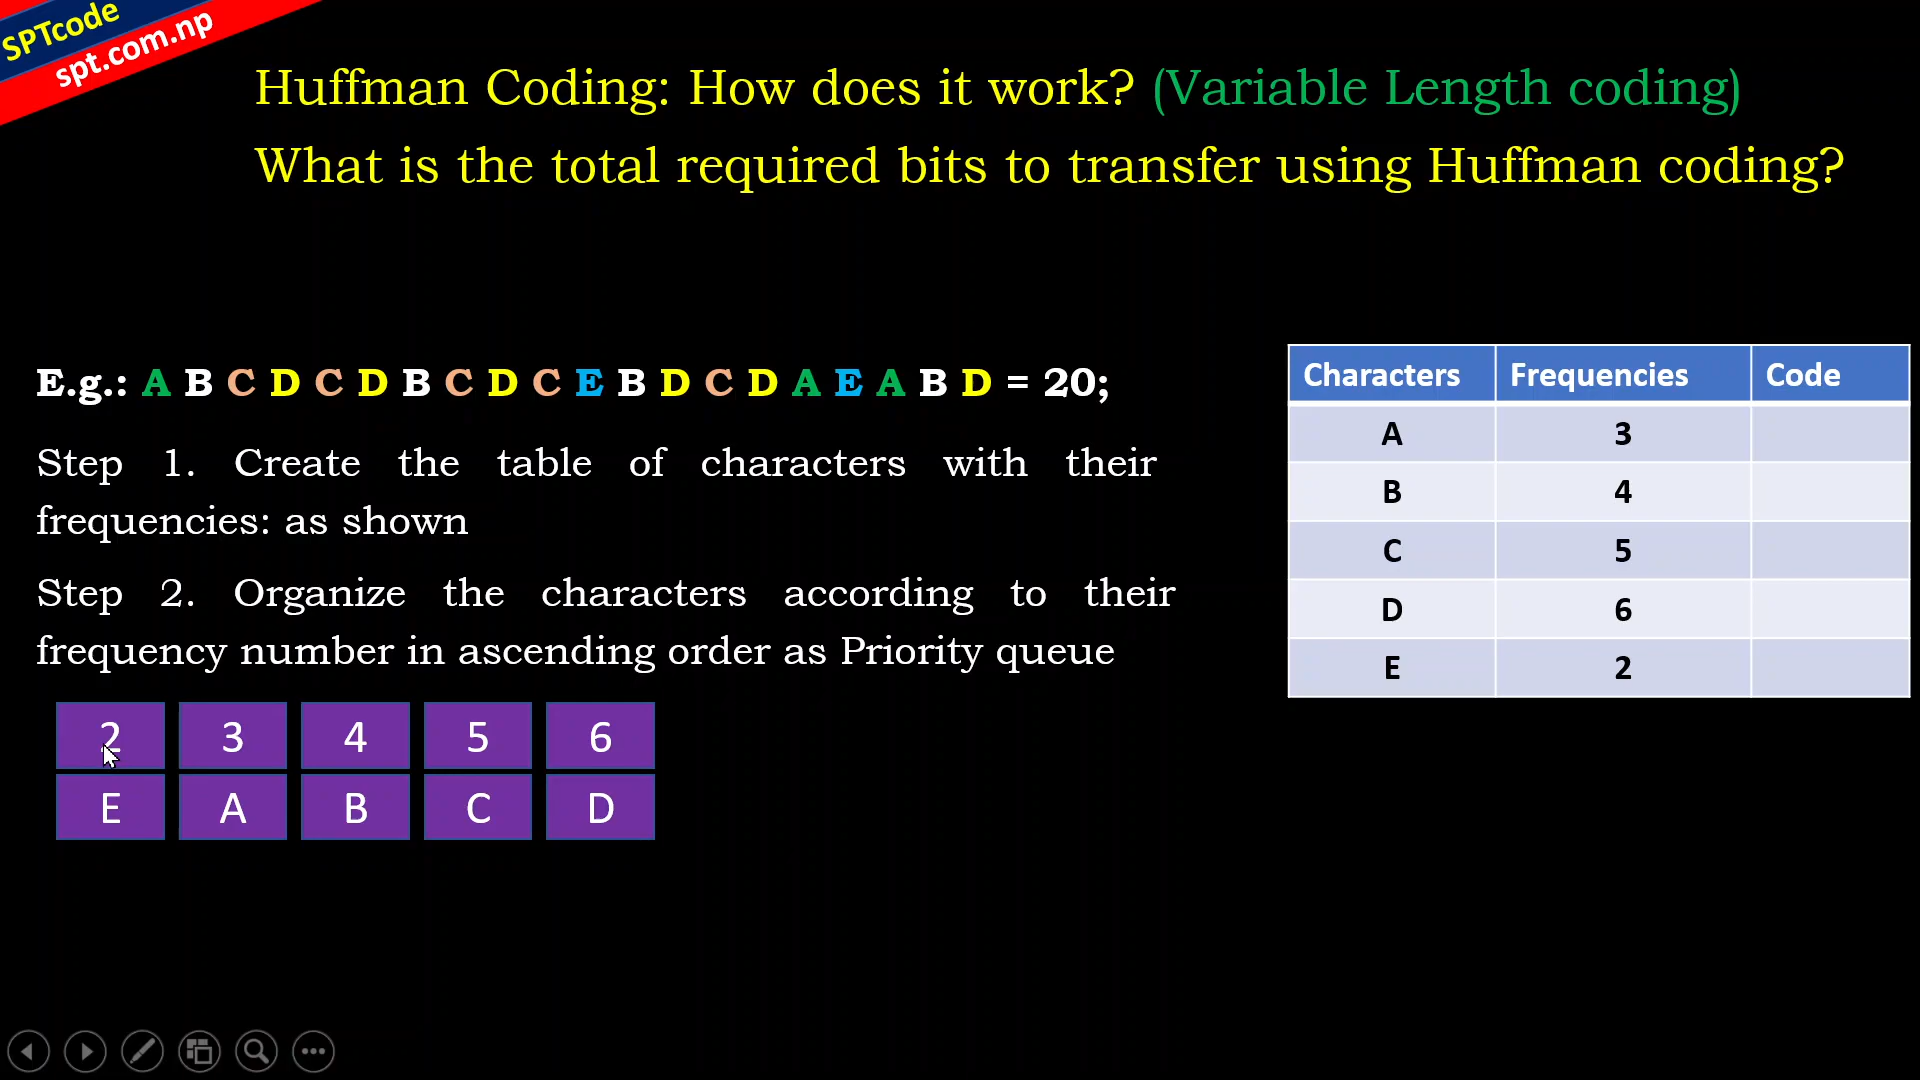 SPTcode
spt.com.np
Huffman Coding: How does it work? (Variable Length coding)
What is the total required bits to transfer using Huffman coding?
E.g.: A B C D C D B C D C E B D C D A E A B D = 20;
Step 1. Create the table of characters with their
frequencies: as shown
Step 2. Organize the characters according to their
frequency number in ascending order as Priority queue
2 3 4 5 6
E A B C D
Characters Frequencies Code
A 3
B 4
C 5
D 6
E 2